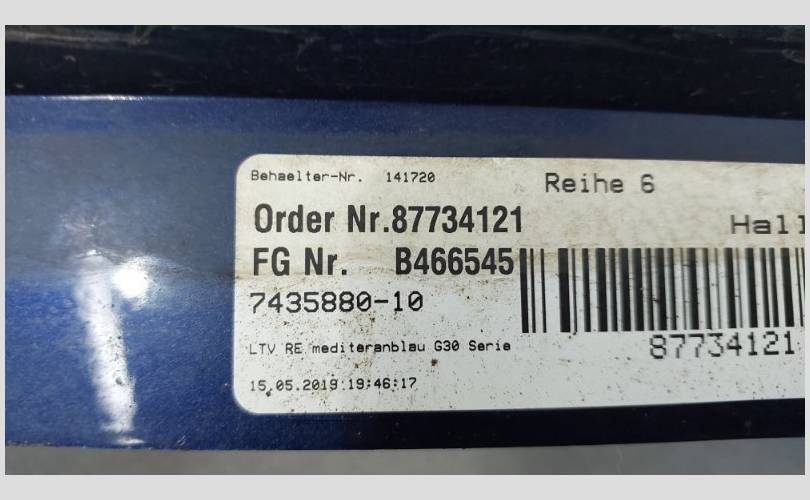 Behaelter-Nr. 141720
Reihe 6
Order Nr.87734121
Hall
FG Nr. B466545
7435880-10
87734121
LTV RE mediteranblau G30 Serie
15.05.2019 19:46:17